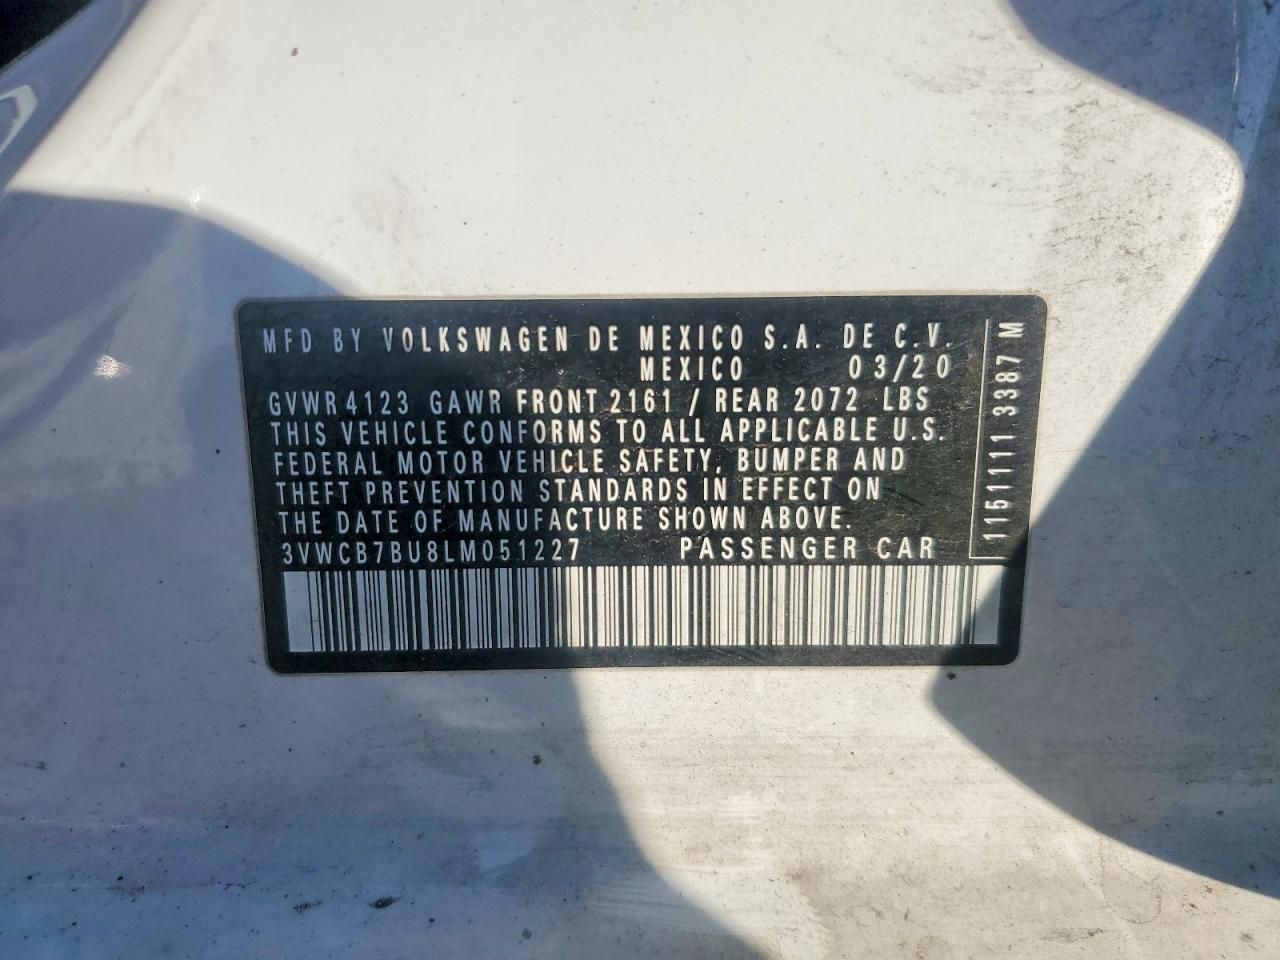 MFD BY VOLKSWAGEN DE MEXICO S.A. DE C.V.
MEXICO 03/20
GVWR 4123 GAWR FRONT 2161 / REAR 2072 LBS
THIS VEHICLE CONFORMS TO ALL APPLICABLE U.S.
FEDERAL MOTOR VEHICLE SAFETY, BUMPER AND
THEFT PREVENTION STANDARDS IN EFFECT ON
THE DATE OF MANUFACTURE SHOWN ABOVE.
3VWCB7BU8LM051227 PASSENGER CAR
1151111.3387 M